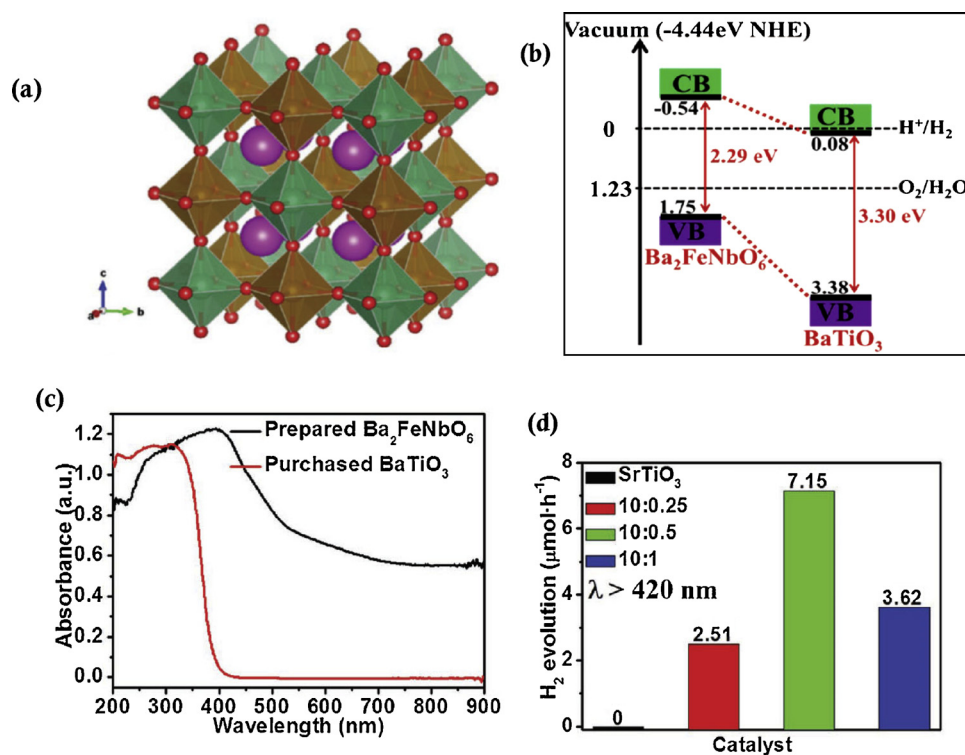 (a)
c
a
b
(b)
Vacuum (-4.44eV NHE)
CB
-0.54
CB
0
H⁺/H₂
0.08
2.29 eV
1.23
O₂/H₂O
3.30 eV
1.75
VB
Ba₂FeNbO₆
3.38
VB
BaTiO₃
(c)
Prepared Ba₂FeNbO₆
Purchased BaTiO₃
Absorbance (a.u.)
1.2
1.0
0.8
0.6
0.4
0.2
0.0
200 300 400 500 600 700 800 900
Wavelength (nm)
(d)
H₂ evolution (μmol·h⁻¹)
8
6
4
2
0
SrTiO₃
10:0.25
10:0.5
10:1
λ > 420 nm
0
2.51
7.15
3.62
Catalyst